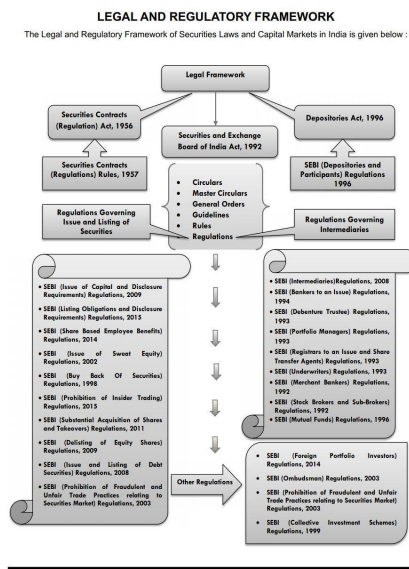 LEGAL AND REGULATORY FRAMEWORK
The Legal and Regulatory Framework of Securities Laws and Capital Markets in India is given below :
Legal Framework
Securities Contracts
(Regulation) Act, 1956
Securities and Exchange
Board of India Act, 1992
Depositories Act, 1996
Securities Contracts
(Regulations) Rules, 1957
SEBI (Depositories and
Participants) Regulations
1996
• Circulars
• Master Circulars
• General Orders
• Guidelines
• Rules
• Regulations
Regulations Governing
Issue and Listing of
Securities
Regulations Governing
Intermediaries
• SEBI (Issue of Capital and Disclosure
Requirements) Regulations, 2009
• SEBI (Listing Obligations and Disclosure
Requirements) Regulations, 2015
• SEBI (Share Based Employee Benefits)
Regulations, 2014
• SEBI (Issue of Sweat Equity)
Regulations, 2002
• SEBI (Buy Back Of Securities)
Regulations, 1998
• SEBI (Prohibition of Insider Trading)
Regulations, 2015
• SEBI (Substantial Acquisition of Shares
and Takeovers) Regulations, 2011
• SEBI (Delisting of Equity Shares)
Regulations, 2009
• SEBI (Issue and Listing of Debt
Securities) Regulations, 2008
• SEBI (Prohibition of Fraudulent and
Unfair Trade Practices relating to
Securities Market) Regulations, 2003
• SEBI (Intermediaries)Regulations, 2008
• SEBI (Bankers to an Issue) Regulations,
1994
• SEBI (Debenture Trustee) Regulations,
1993
• SEBI (Portfolio Managers) Regulations,
1993
• SEBI (Registrars to an Issue and Share
Transfer Agents) Regulations, 1993
• SEBI (Underwriters) Regulations, 1993
• SEBI (Merchant Bankers) Regulations,
1992
• SEBI (Stock Brokers and Sub-Brokers)
Regulations, 1992
• SEBI (Mutual Funds) Regulations, 1996
Other Regulations
• SEBI (Foreign Portfolio Investors)
Regulations, 2014
• SEBI (Ombudsman) Regulations, 2003
• SEBI (Prohibition of Fraudulent and Unfair
Trade Practices relating to Securities Market)
Regulations, 2003
• SEBI (Collective Investment Schemes)
Regulations, 1999